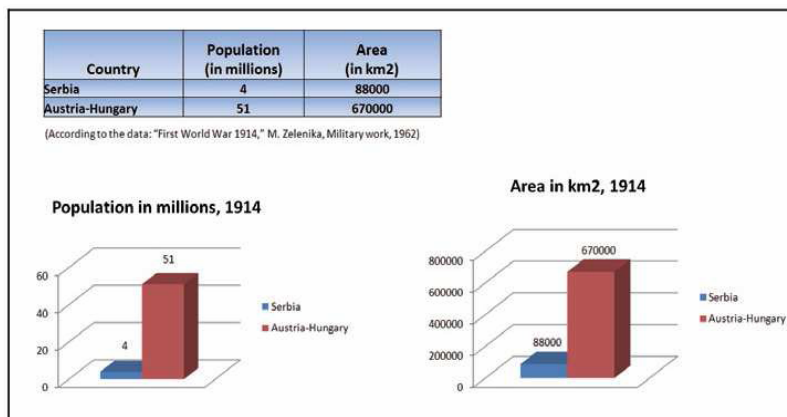 Country Population (in millions) Area (in km2)
Serbia 4 88000
Austria-Hungary 51 670000
(According to the data: "First World War 1914," M. Zelenika, Military work, 1962)
Population in millions, 1914
51
4
60
40
20
0
Serbia
Austria-Hungary
Area in km2, 1914
670000
88000
800000
600000
400000
200000
0
Serbia
Austria-Hungary